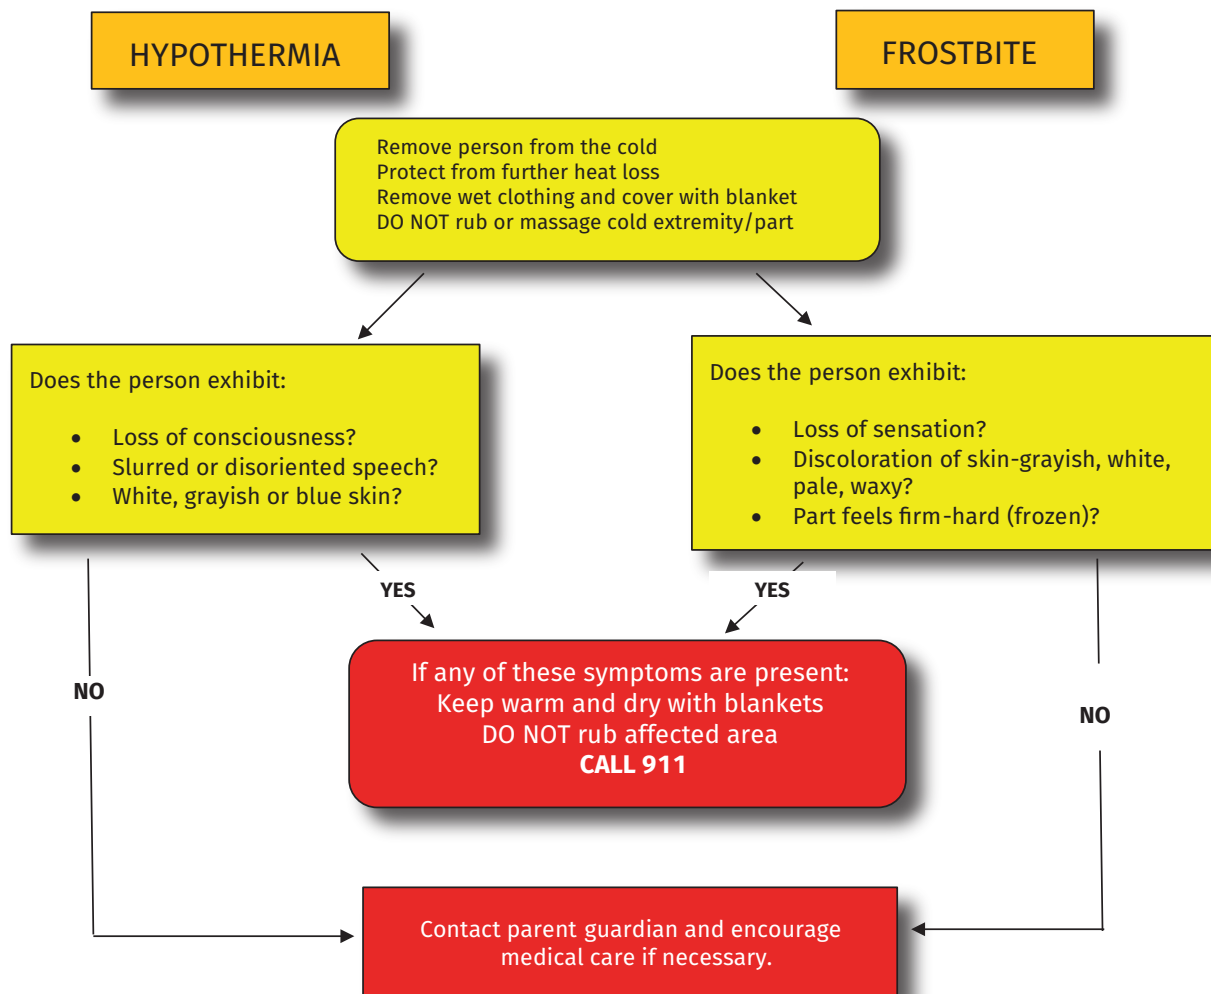 HYPOTHERMIA
FROSTBITE
Remove person from the cold
Protect from further heat loss
Remove wet clothing and cover with blanket
DO NOT rub or massage cold extremity/part
Does the person exhibit:
• Loss of consciousness?
• Slurred or disoriented speech?
• White, grayish or blue skin?
Does the person exhibit:
• Loss of sensation?
• Discoloration of skin-grayish, white,
pale, waxy?
• Part feels firm-hard (frozen)?
YES
YES
NO
NO
If any of these symptoms are present:
Keep warm and dry with blankets
DO NOT rub affected area
CALL 911
Contact parent guardian and encourage
medical care if necessary.